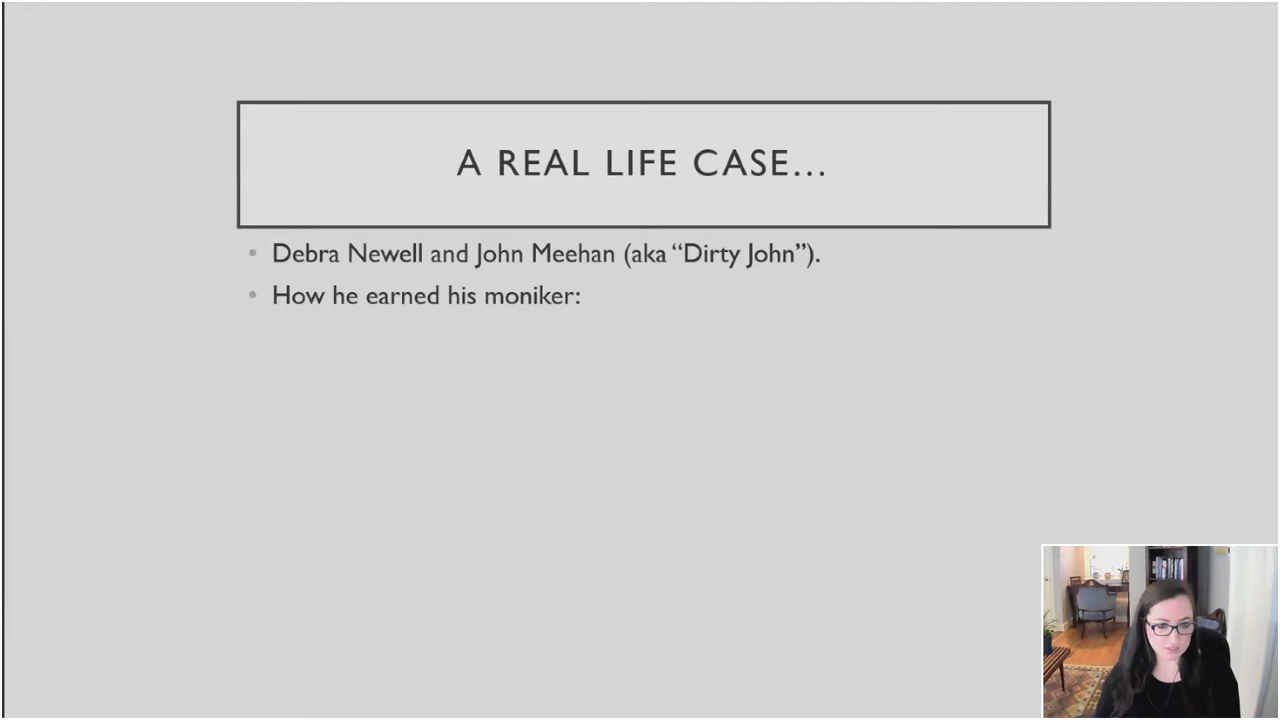 A REAL LIFE CASE...
• Debra Newell and John Meehan (aka “Dirty John”).
• How he earned his moniker: